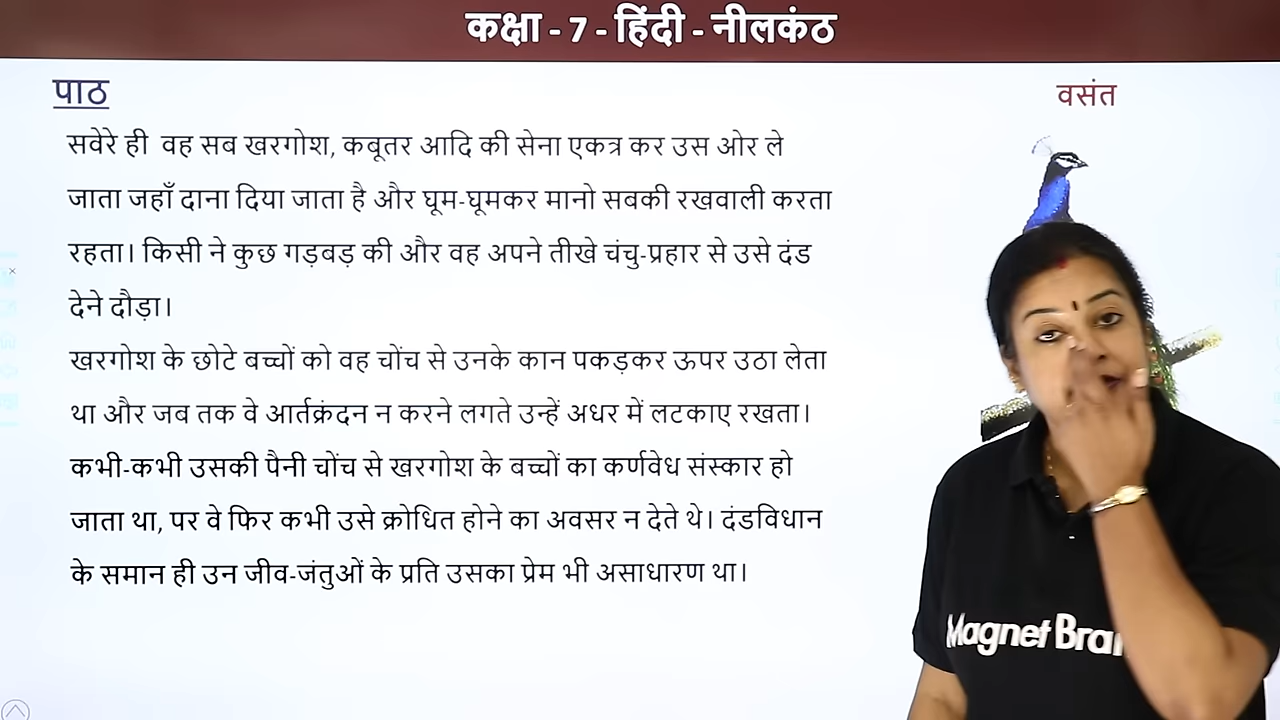 कक्षा - 7 - हिंदी - नीलकंठ
पाठ
वसंत
सवेरे ही वह सब खरगोश, कबूतर आदि की सेना एकत्र कर उस ओर ले
जाता जहाँ दाना दिया जाता है और घूम-घूमकर मानो सबकी रखवाली करता
रहता। किसी ने कुछ गड़बड़ की और वह अपने तीखे चंचु-प्रहार से उसे दंड
देने दौड़ा।
खरगोश के छोटे बच्चों को वह चोंच से उनके कान पकड़कर ऊपर उठा लेता
था और जब तक वे आर्तक्रंदन न करने लगते उन्हें अधर में लटकाए रखता।
कभी-कभी उसकी पैनी चोंच से खरगोश के बच्चों का कर्णवेध संस्कार हो
जाता था, पर वे फिर कभी उसे क्रोधित होने का अवसर न देते थे। दंडविधान
के समान ही उन जीव-जंतुओं के प्रति उसका प्रेम भी असाधारण था।
Magnet Brai